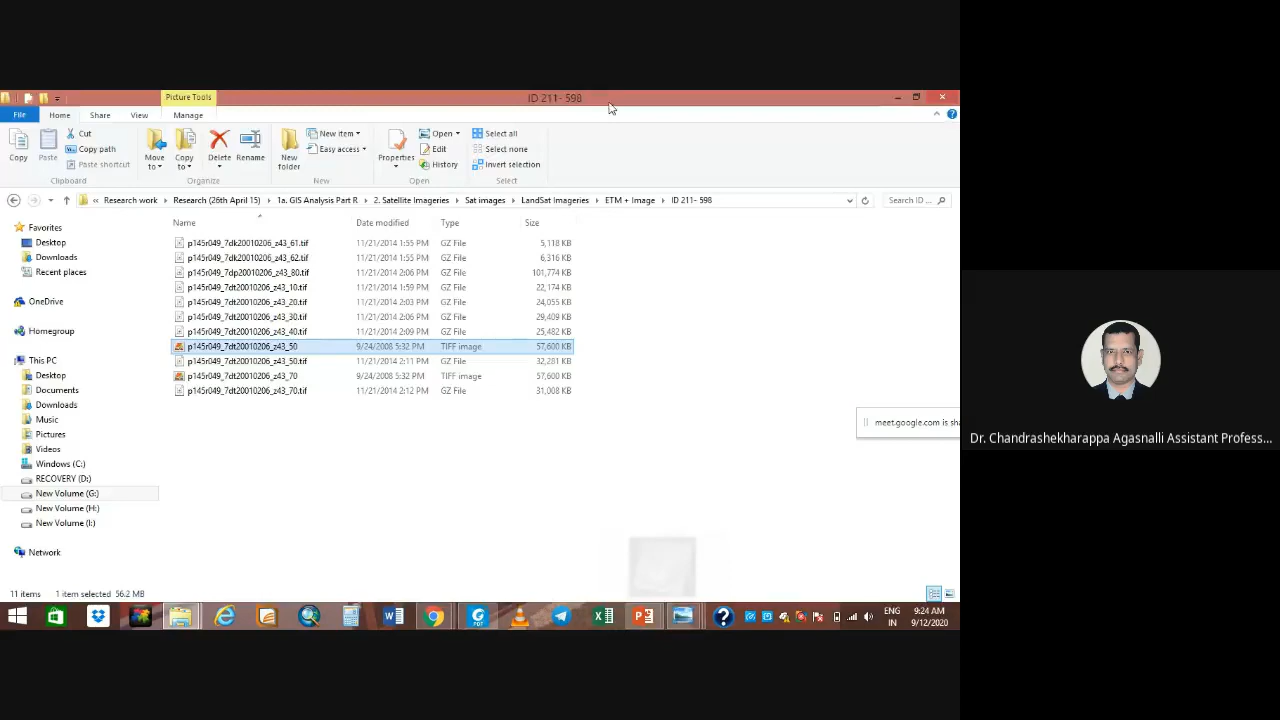 Picture Tools
ID 211- 598
File
Home
Share
View
Manage
Copy
Paste
Cut
Copy path
Paste shortcut
Clipboard
Move to
Copy to
Delete
Rename
Organize
New folder
New item
Easy access
New
Properties
Open
Edit
History
Open
Select all
Select none
Invert selection
Select
« Research work Research (26th April 15) 1a. GIS Analysis Part R 2. Satellite Imageries Sat images LandSat Imageries ETM + Image ID 211- 598
Search ID ...
Name Date modified Type Size
p145r049_7dk20010206_z43_61.tif 11/21/2014 1:55 PM GZ File 5,118 KB
p145r049_7dk20010206_z43_62.tif 11/21/2014 1:55 PM GZ File 6,316 KB
p145r049_7dp20010206_z43_80.tif 11/21/2014 2:06 PM GZ File 101,774 KB
p145r049_7dt20010206_z43_10.tif 11/21/2014 1:59 PM GZ File 22,174 KB
p145r049_7dt20010206_z43_20.tif 11/21/2014 2:03 PM GZ File 24,055 KB
p145r049_7dt20010206_z43_30.tif 11/21/2014 2:06 PM GZ File 29,409 KB
p145r049_7dt20010206_z43_40.tif 11/21/2014 2:09 PM GZ File 25,482 KB
p145r049_7dt20010206_z43_50 9/24/2008 5:32 PM TIFF image 57,600 KB
p145r049_7dt20010206_z43_50.tif 11/21/2014 2:11 PM GZ File 32,281 KB
p145r049_7dt20010206_z43_70 9/24/2008 5:32 PM TIFF image 57,600 KB
p145r049_7dt20010206_z43_70.tif 11/21/2014 2:12 PM GZ File 31,008 KB
Favorites
Desktop
Downloads
Recent places
OneDrive
Homegroup
This PC
Desktop
Documents
Downloads
Music
Pictures
Videos
Windows (C:)
RECOVERY (D:)
New Volume (G:)
New Volume (H:)
New Volume (I:)
Network
meet.google.com is sha
11 items 1 item selected 56.2 MB
ENG
IN
9:24 AM
9/12/2020
Dr. Chandrashekharappa Agasnalli Assistant Profess...